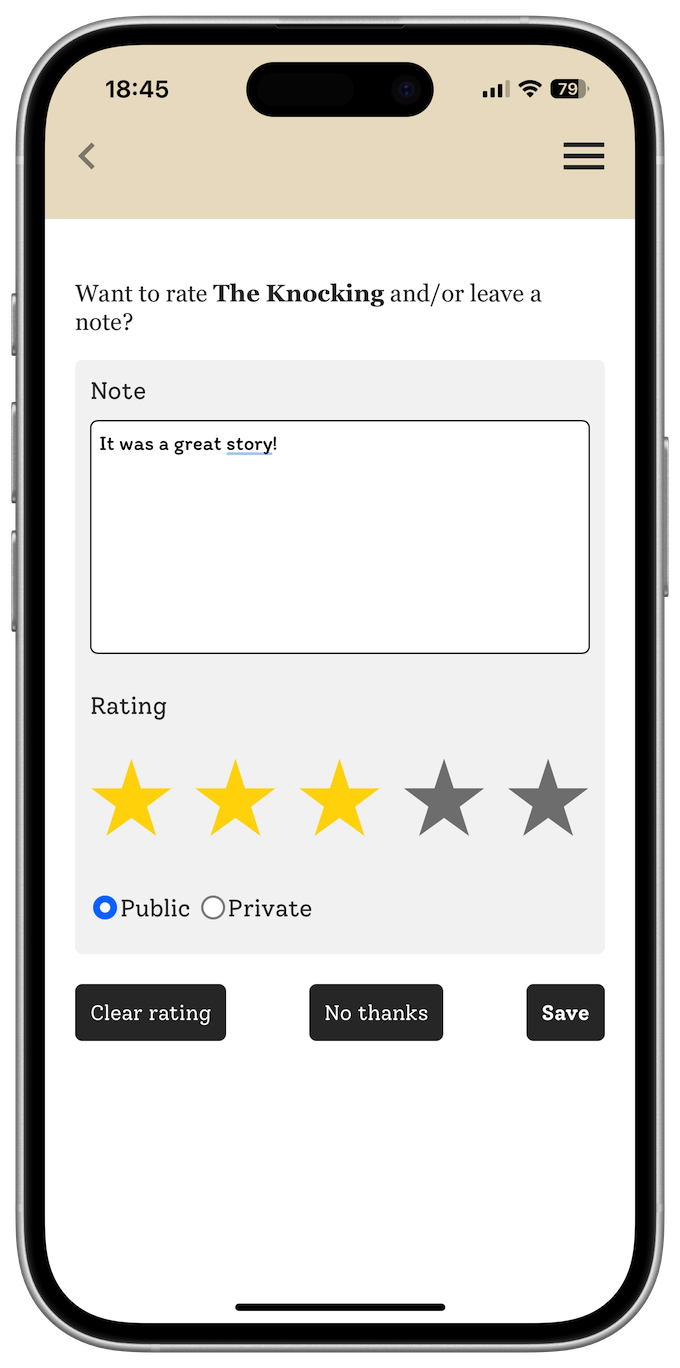 18:45
79
Want to rate The Knocking and/or leave a
note?
Note
It was a great story!
Rating
Public Private
Clear rating No thanks Save